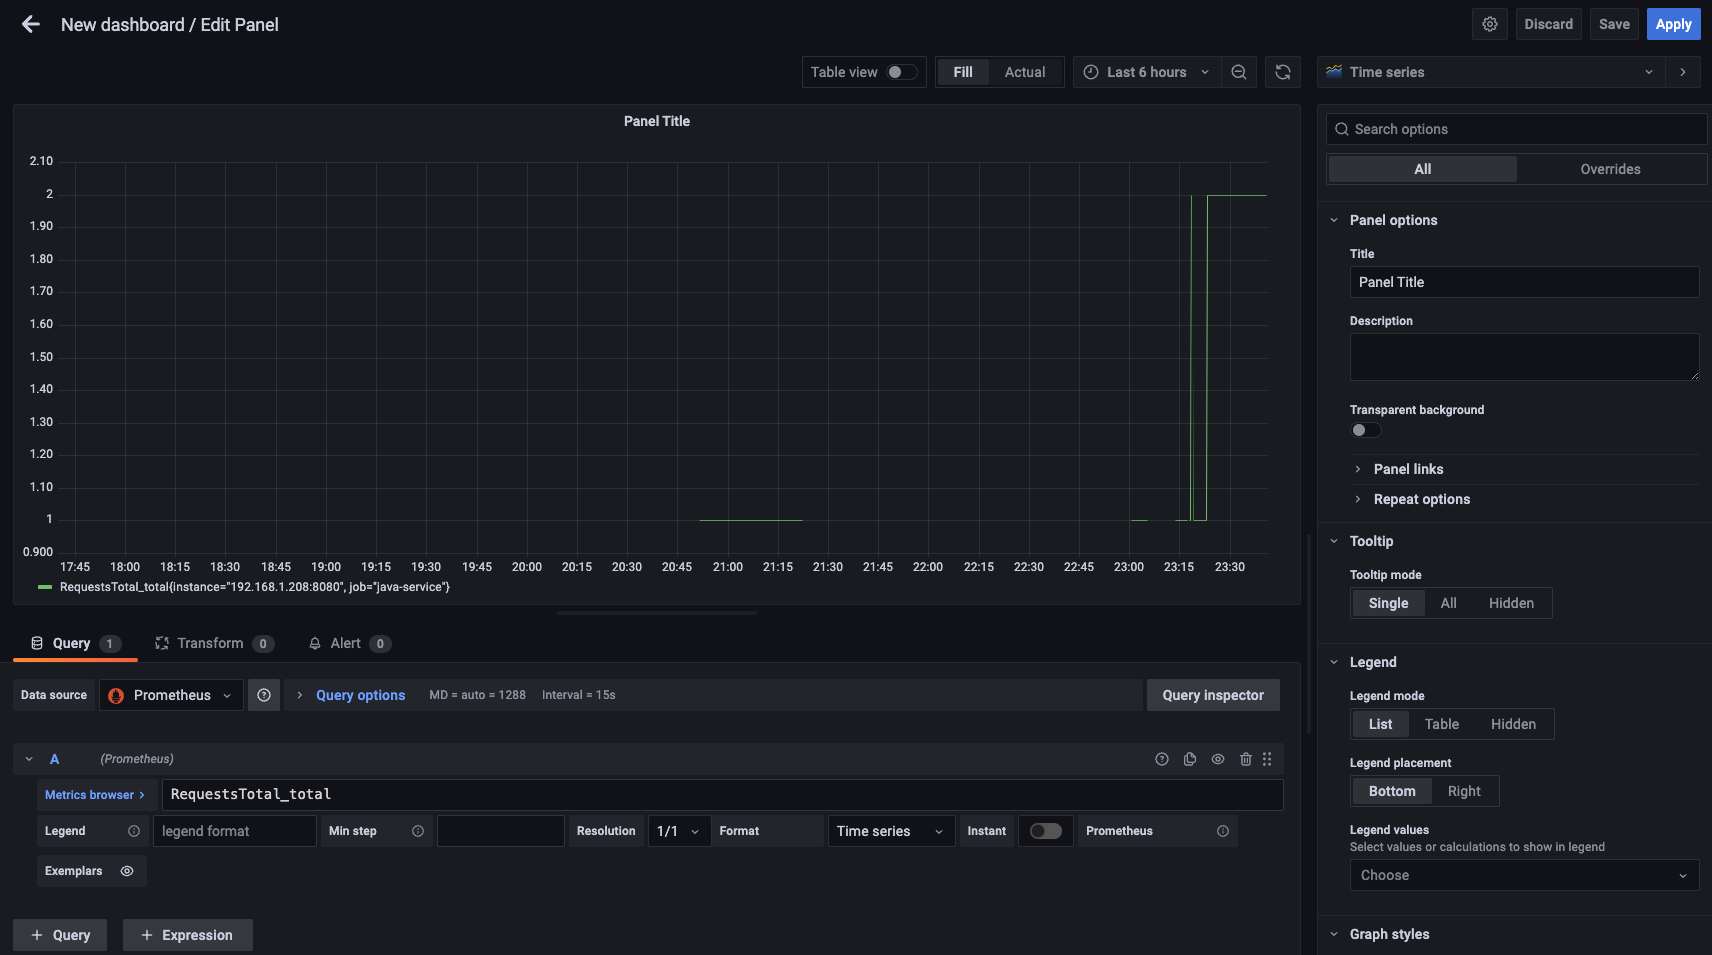 New dashboard / Edit Panel
Discard
Save
Apply
Table view
Fill
Actual
Last 6 hours
Time series
Panel Title
2.10
2
1.90
1.80
1.70
1.60
1.50
1.40
1.30
1.20
1.10
1
0.900
17:45 18:00 18:15 18:30 18:45 19:00 19:15 19:30 19:45 20:00 20:15 20:30 20:45 21:00 21:15 21:30 21:45 22:00 22:15 22:30 22:45 23:00 23:15 23:30
RequestsTotal_total{instance="192.168.1.208:8080", job="java-service"}
Query 1
Transform 0
Alert 0
Data source
Prometheus
Query options
MD = auto = 1288
Interval = 15s
Query inspector
A
(Prometheus)
Metrics browser >
RequestsTotal_total
Legend
legend format
Min step
Resolution
1/1
Format
Time series
Instant
Prometheus
Exemplars
+ Query
+ Expression
Search options
All
Overrides
Panel options
Title
Panel Title
Description
Transparent background
Panel links
Repeat options
Tooltip
Tooltip mode
Single
All
Hidden
Legend
Legend mode
List
Table
Hidden
Legend placement
Bottom
Right
Legend values
Select values or calculations to show in legend
Choose
Graph styles